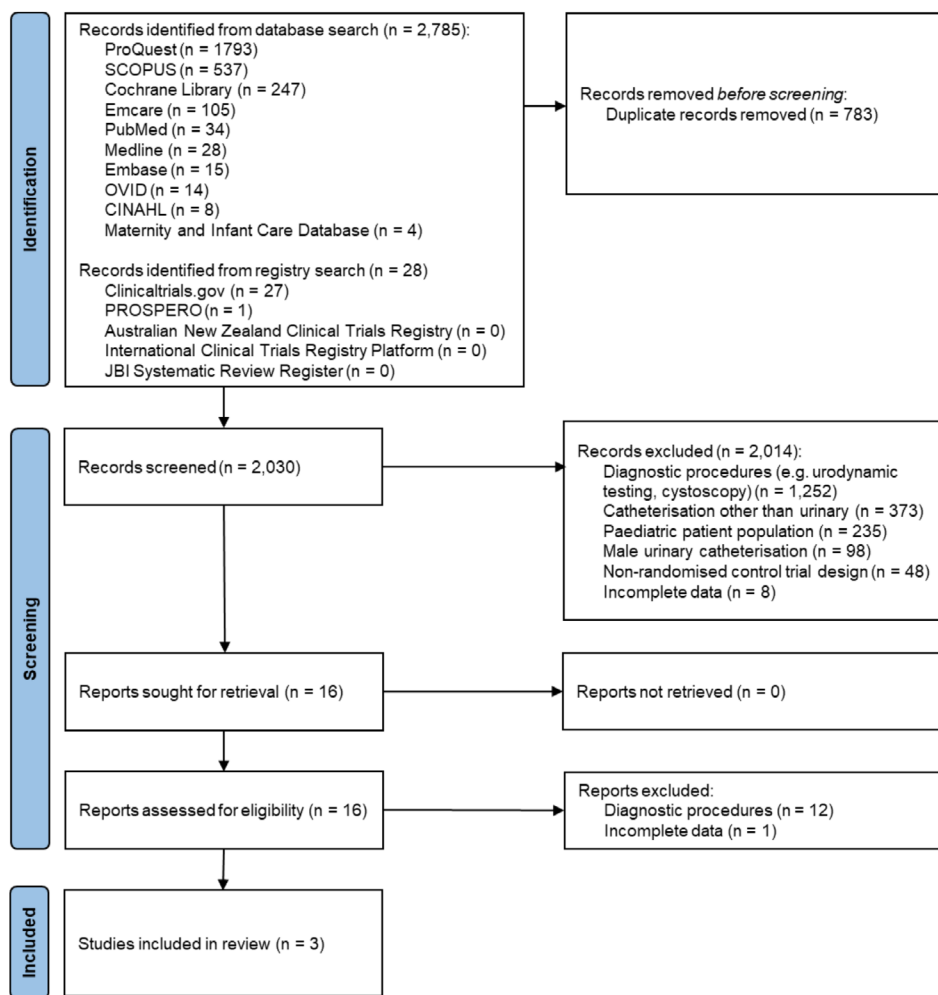 Identification
Records identified from database search (n = 2,785):
ProQuest (n = 1793)
SCOPUS (n = 537)
Cochrane Library (n = 247)
Emcare (n = 105)
PubMed (n = 34)
Medline (n = 28)
Embase (n = 15)
OVID (n = 14)
CINAHL (n = 8)
Maternity and Infant Care Database (n = 4)
Records identified from registry search (n = 28)
Clinicaltrials.gov (n = 27)
PROSPERO (n = 1)
Australian New Zealand Clinical Trials Registry (n = 0)
International Clinical Trials Registry Platform (n = 0)
JBI Systematic Review Register (n = 0)
Records removed before screening:
Duplicate records removed (n = 783)
Screening
Records screened (n = 2,030)
Records excluded (n = 2,014):
Diagnostic procedures (e.g. urodynamic
testing, cystoscopy) (n = 1,252)
Catheterisation other than urinary (n = 373)
Paediatric patient population (n = 235)
Male urinary catheterisation (n = 98)
Non-randomised control trial design (n = 48)
Incomplete data (n = 8)
Reports sought for retrieval (n = 16)
Reports not retrieved (n = 0)
Reports assessed for eligibility (n = 16)
Reports excluded:
Diagnostic procedures (n = 12)
Incomplete data (n = 1)
Included
Studies included in review (n = 3)